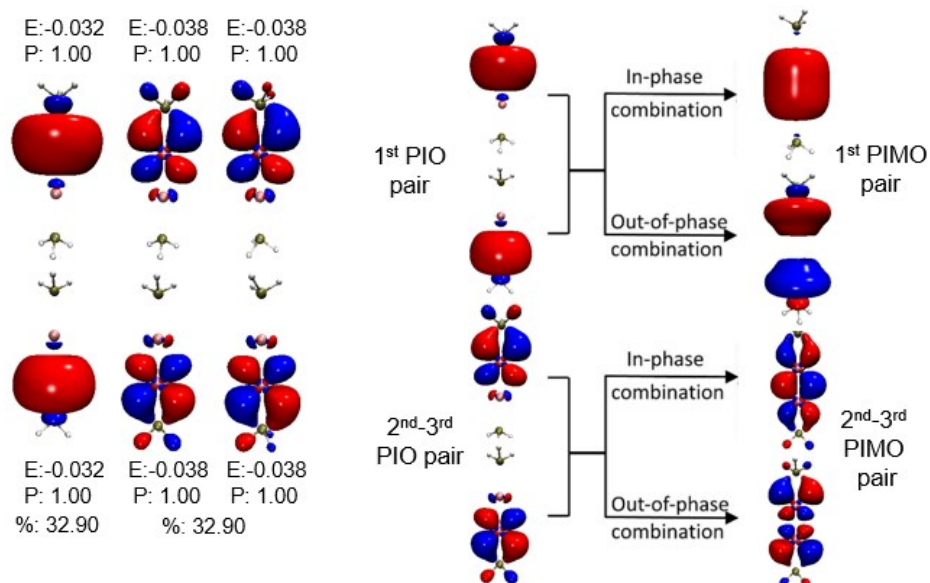 E:-0.032 E:-0.038 E:-0.038
P: 1.00 P: 1.00 P: 1.00
E:-0.032 E:-0.038 E:-0.038
P: 1.00 P: 1.00 P: 1.00
%: 32.90 %: 32.90
1st PIO
pair
In-phase
combination
Out-of-phase
combination
1st PIMO
pair
2nd-3rd
PIO pair
In-phase
combination
Out-of-phase
combination
2nd-3rd
PIMO
pair